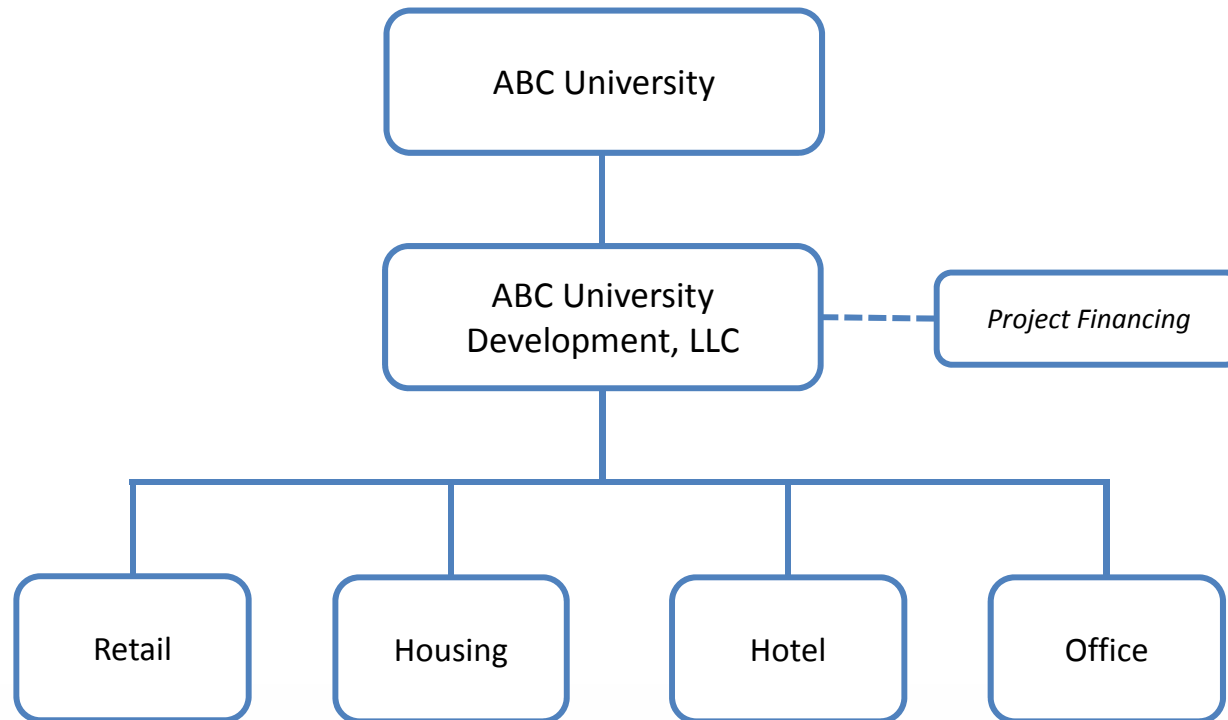 ABC University
ABC University
Development, LLC
Project Financing
Retail
Housing
Hotel
Office